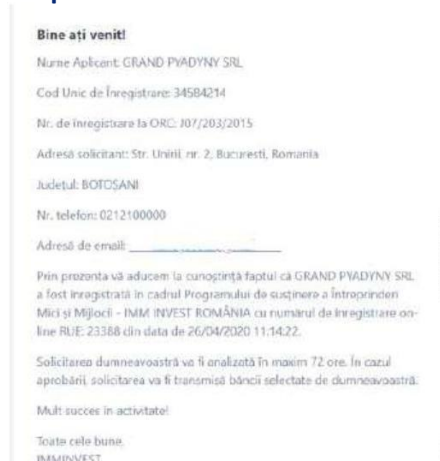 Bine ați venit!
Nume Aplicant: GRAND PYADYNY SRL
Cod Unic de Înregistrare: 34584214
Nr. de înregistrare la ORC: J07/203/2015
Adresă solicitant: Str. Unirii, nr. 2, Bucuresti, Romania
Județul: BOTOȘANI
Nr. telefon: 0212100000
Adresă de email:
Prin prezenta vă aducem la cunoștință faptul că GRAND PYADYNY SRL
a fost înregistrată în cadrul Programului de susținere a Întreprinderi
Mici și Mijlocii - IMM INVEST ROMÂNIA cu numărul de înregistrare on-
line RUE: 23388 din data de 26/04/2020 11:14:22.
Solicitarea dumneavoastră va fi analizată în maxim 72 ore. În cazul
aprobării, solicitarea va fi transmisă băncii selectate de dumneavoastră.
Mult succes in activitate!
Toate cele bune,
IMMINVEST